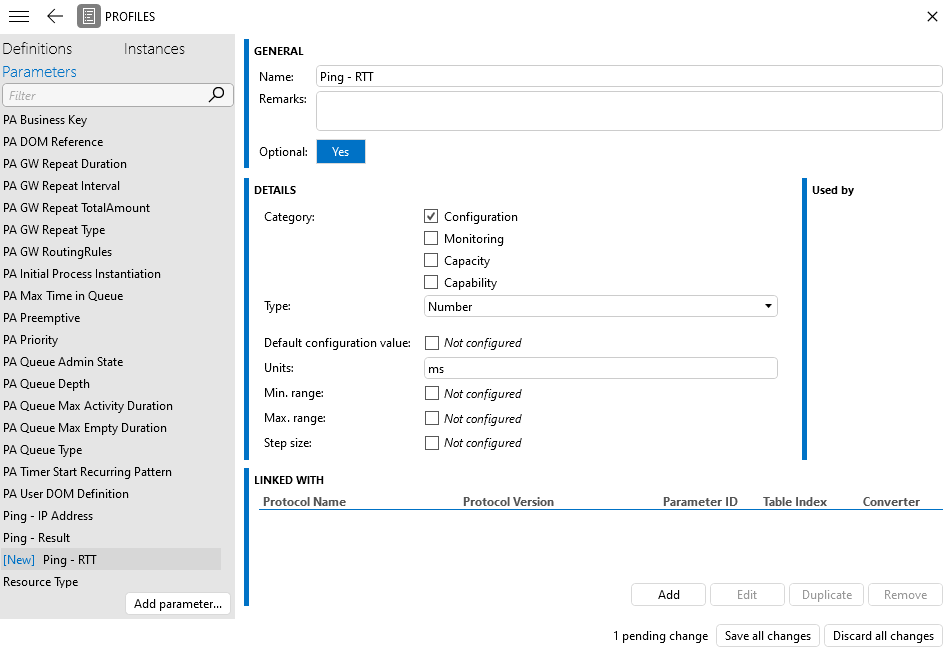 PROFILES
Definitions Instances
Parameters
Filter
PA Business Key
PA DOM Reference
PA GW Repeat Duration
PA GW Repeat Interval
PA GW Repeat TotalAmount
PA GW Repeat Type
PA GW RoutingRules
PA Initial Process Instantiation
PA Max Time in Queue
PA Preemptive
PA Priority
PA Queue Admin State
PA Queue Depth
PA Queue Max Activity Duration
PA Queue Max Empty Duration
PA Queue Type
PA Timer Start Recurring Pattern
PA User DOM Definition
Ping - IP Address
Ping - Result
[New] Ping - RTT
Resource Type
Add parameter...
GENERAL
Name: Ping - RTT
Remarks:
Optional: Yes
DETAILS
Category: Configuration
Monitoring
Capacity
Capability
Type: Number
Default configuration value: Not configured
Units: ms
Min. range: Not configured
Max. range: Not configured
Step size: Not configured
Used by
LINKED WITH
Protocol Name Protocol Version Parameter ID Table Index Converter
Add Edit Duplicate Remove
1 pending change Save all changes Discard all changes